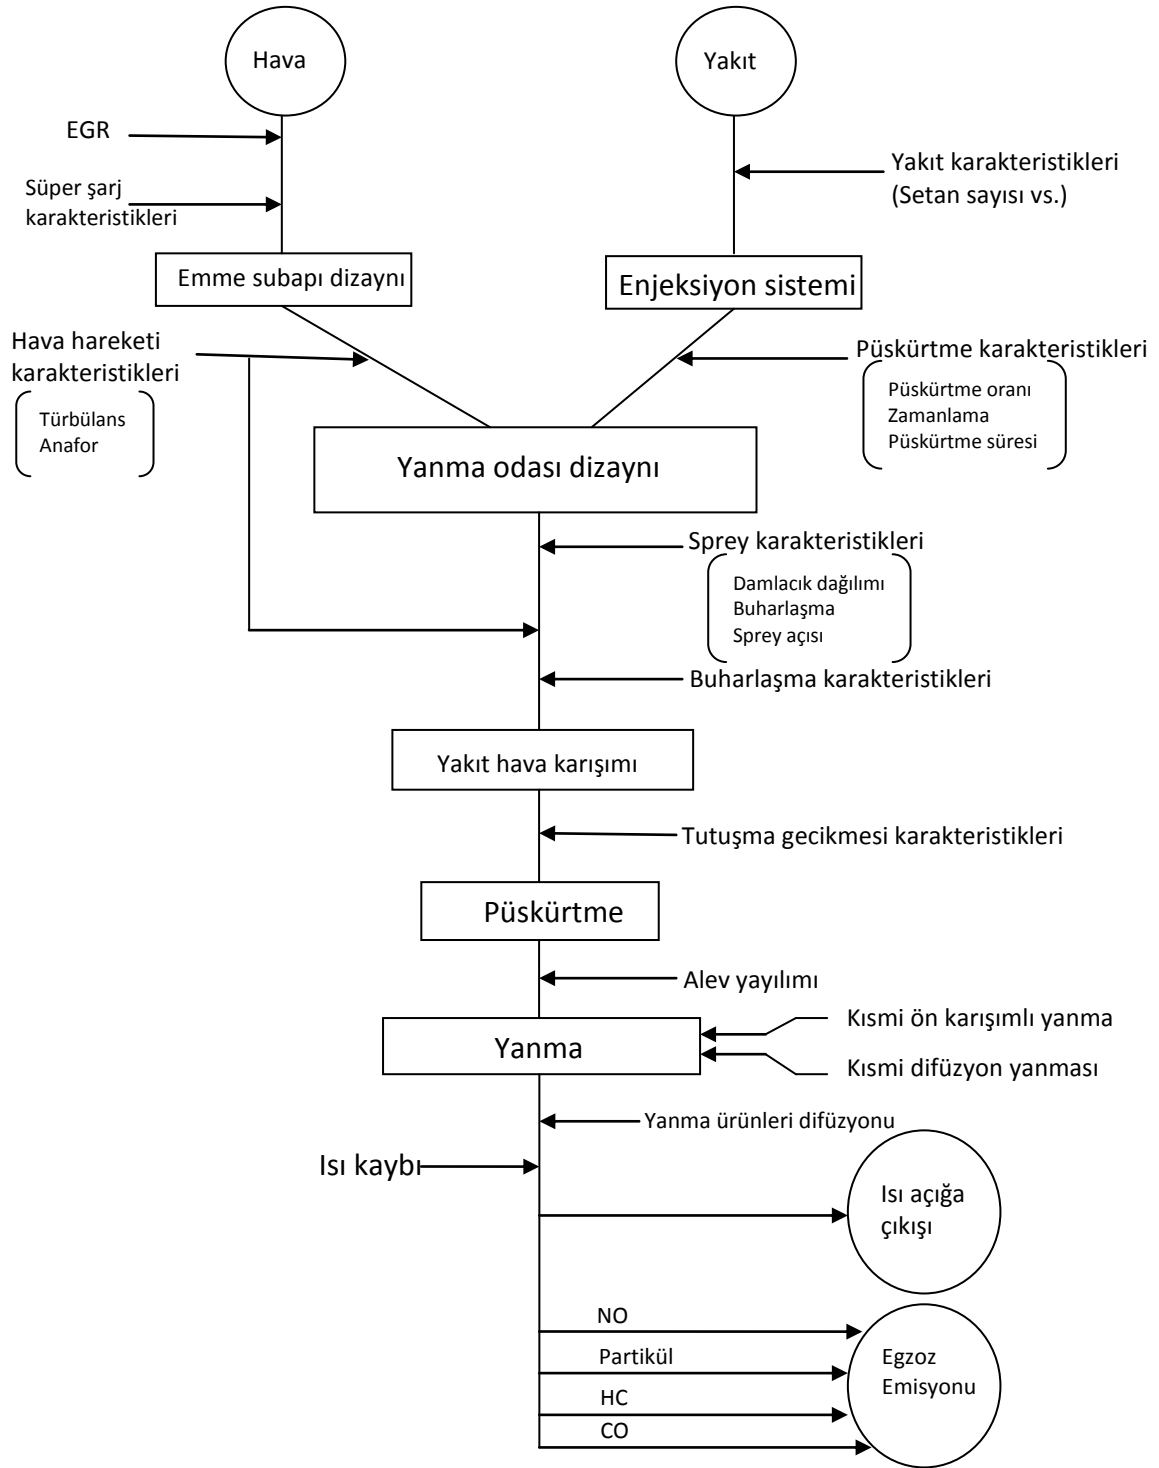 Hava
Yakıt
EGR
Yakıt karakteristikleri
(Setan sayısı vs.)
Süper şarj
karakteristikleri
Emme subapı dizaynı
Enjeksiyon sistemi
Hava hareketi
karakteristikleri
Türbülans
Anafor
Püskürtme karakteristikleri
Püskürtme oranı
Zamanlama
Püskürtme süresi
Yanma odası dizaynı
Sprey karakteristikleri
Damlacık dağılımı
Buharlaşma
Sprey açısı
Buharlaşma karakteristikleri
Yakıt hava karışımı
Tutuşma gecikmesi karakteristikleri
Püskürtme
Alev yayılımı
Kısmi ön karışımlı yanma
Yanma
Kısmi difüzyon yanması
Yanma ürünleri difüzyonu
Isı kaybı
Isı açığa
çıkışı
NO
Partikül
HC
CO
Egzoz
Emisyonu